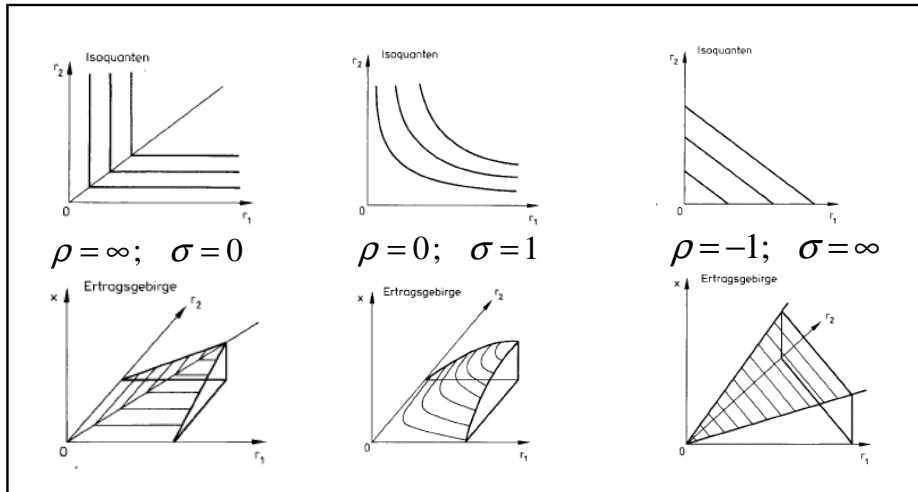 Isoquanten
r2
0
r1
Isoquanten
r2
0
r1
Isoquanten
r2
0
r1
ρ = ∞; σ = 0
ρ = 0; σ = 1
ρ = −1; σ = ∞
Ertragsgebirge
x
r2
0
r1
Ertragsgebirge
x
r2
0
r1
Ertragsgebirge
x
r2
0
r1